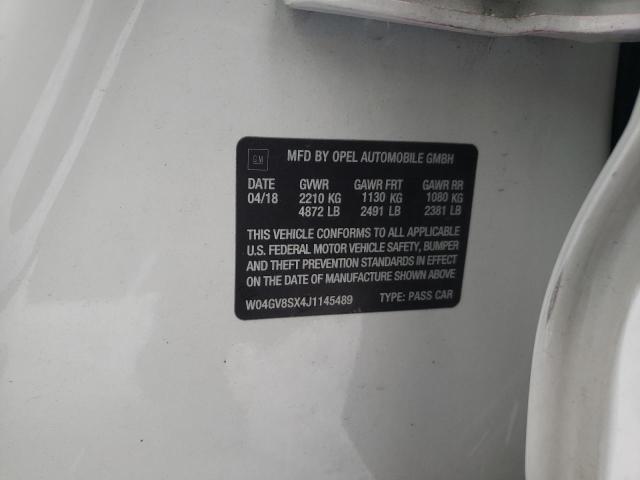 GM
MFD BY OPEL AUTOMOBILE GMBH
DATE GVWR GAWR FRT GAWR RR
04/18 2210 KG 1130 KG 1080 KG
4872 LB 2491 LB 2381 LB
THIS VEHICLE CONFORMS TO ALL APPLICABLE
U.S. FEDERAL MOTOR VEHICLE SAFETY, BUMPER
AND THEFT PREVENTION STANDARDS IN EFFECT
ON THE DATE OF MANUFACTURE SHOWN ABOVE
W04GV8SX4J1145489 TYPE: PASS CAR